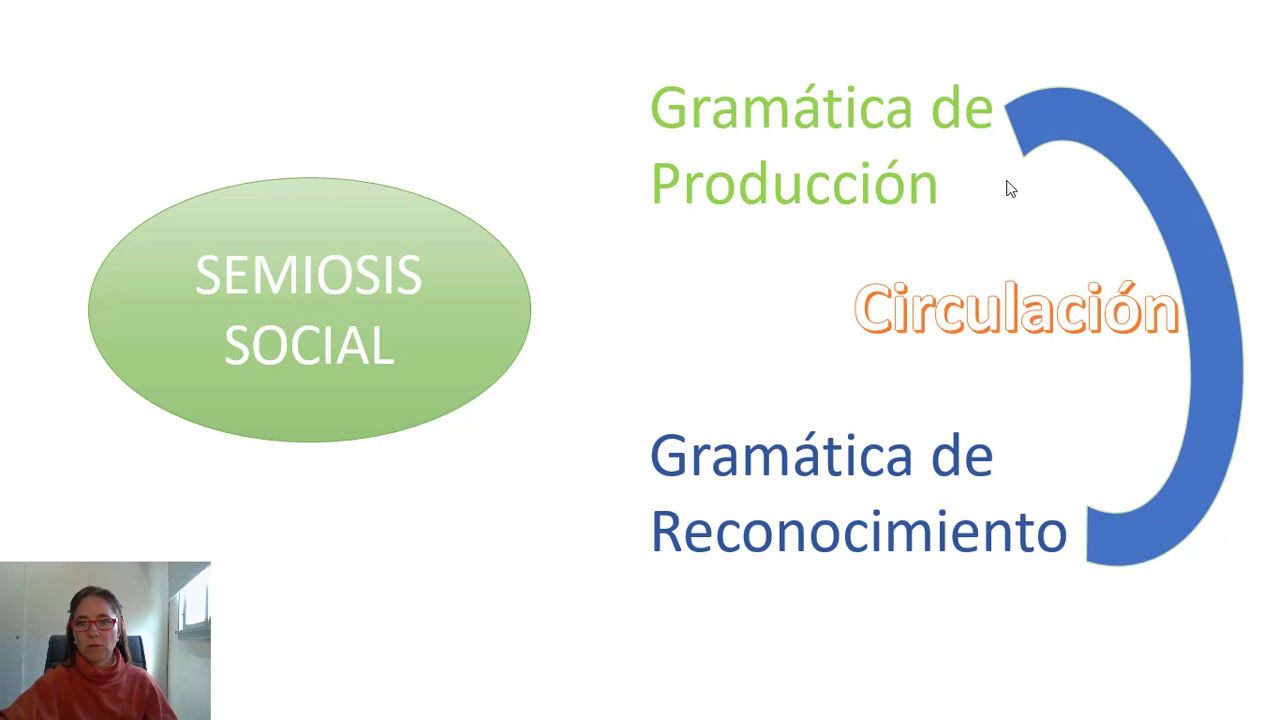 SEMIOSIS
SOCIAL
Gramática de
Producción
Circulación
Gramática de
Reconocimiento